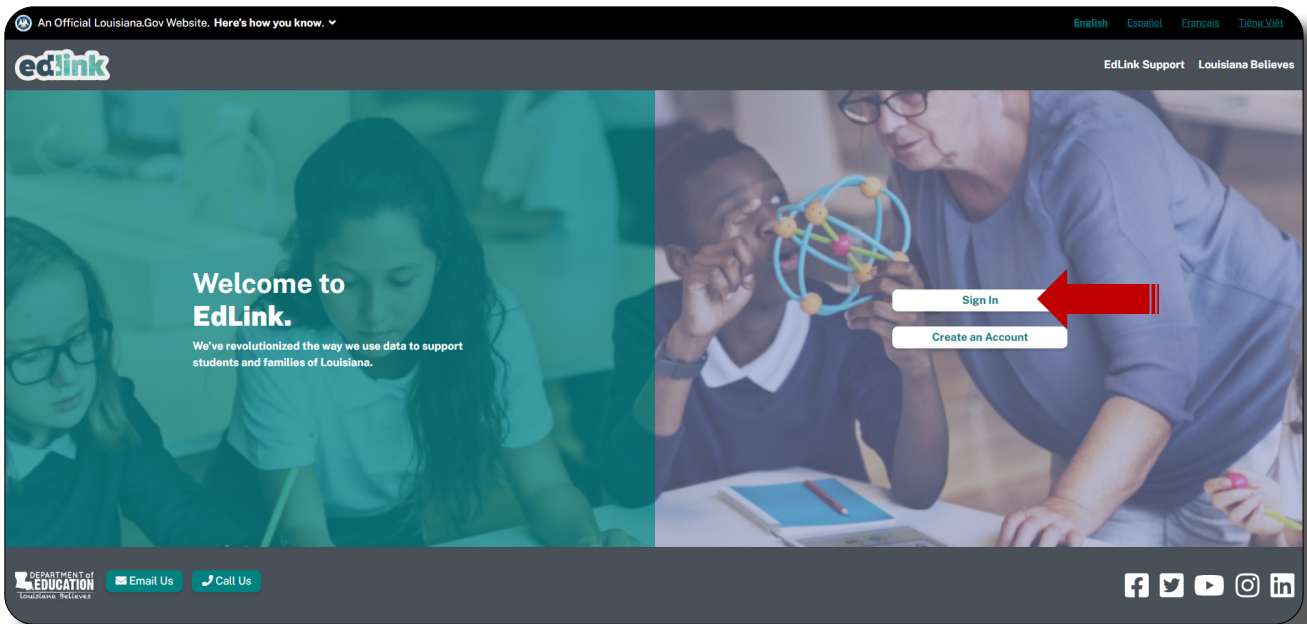 An Official Louisiana.Gov Website. Here's how you know.
English Español Français Tiếng Việt
ed:link
EdLink Support Louisiana Believes
Welcome to
EdLink.
We've revolutionized the way we use data to support
students and families of Louisiana.
Sign In
Create an Account
DEPARTMENT of
EDUCATION
Louisiana Believes
Email Us
Call Us